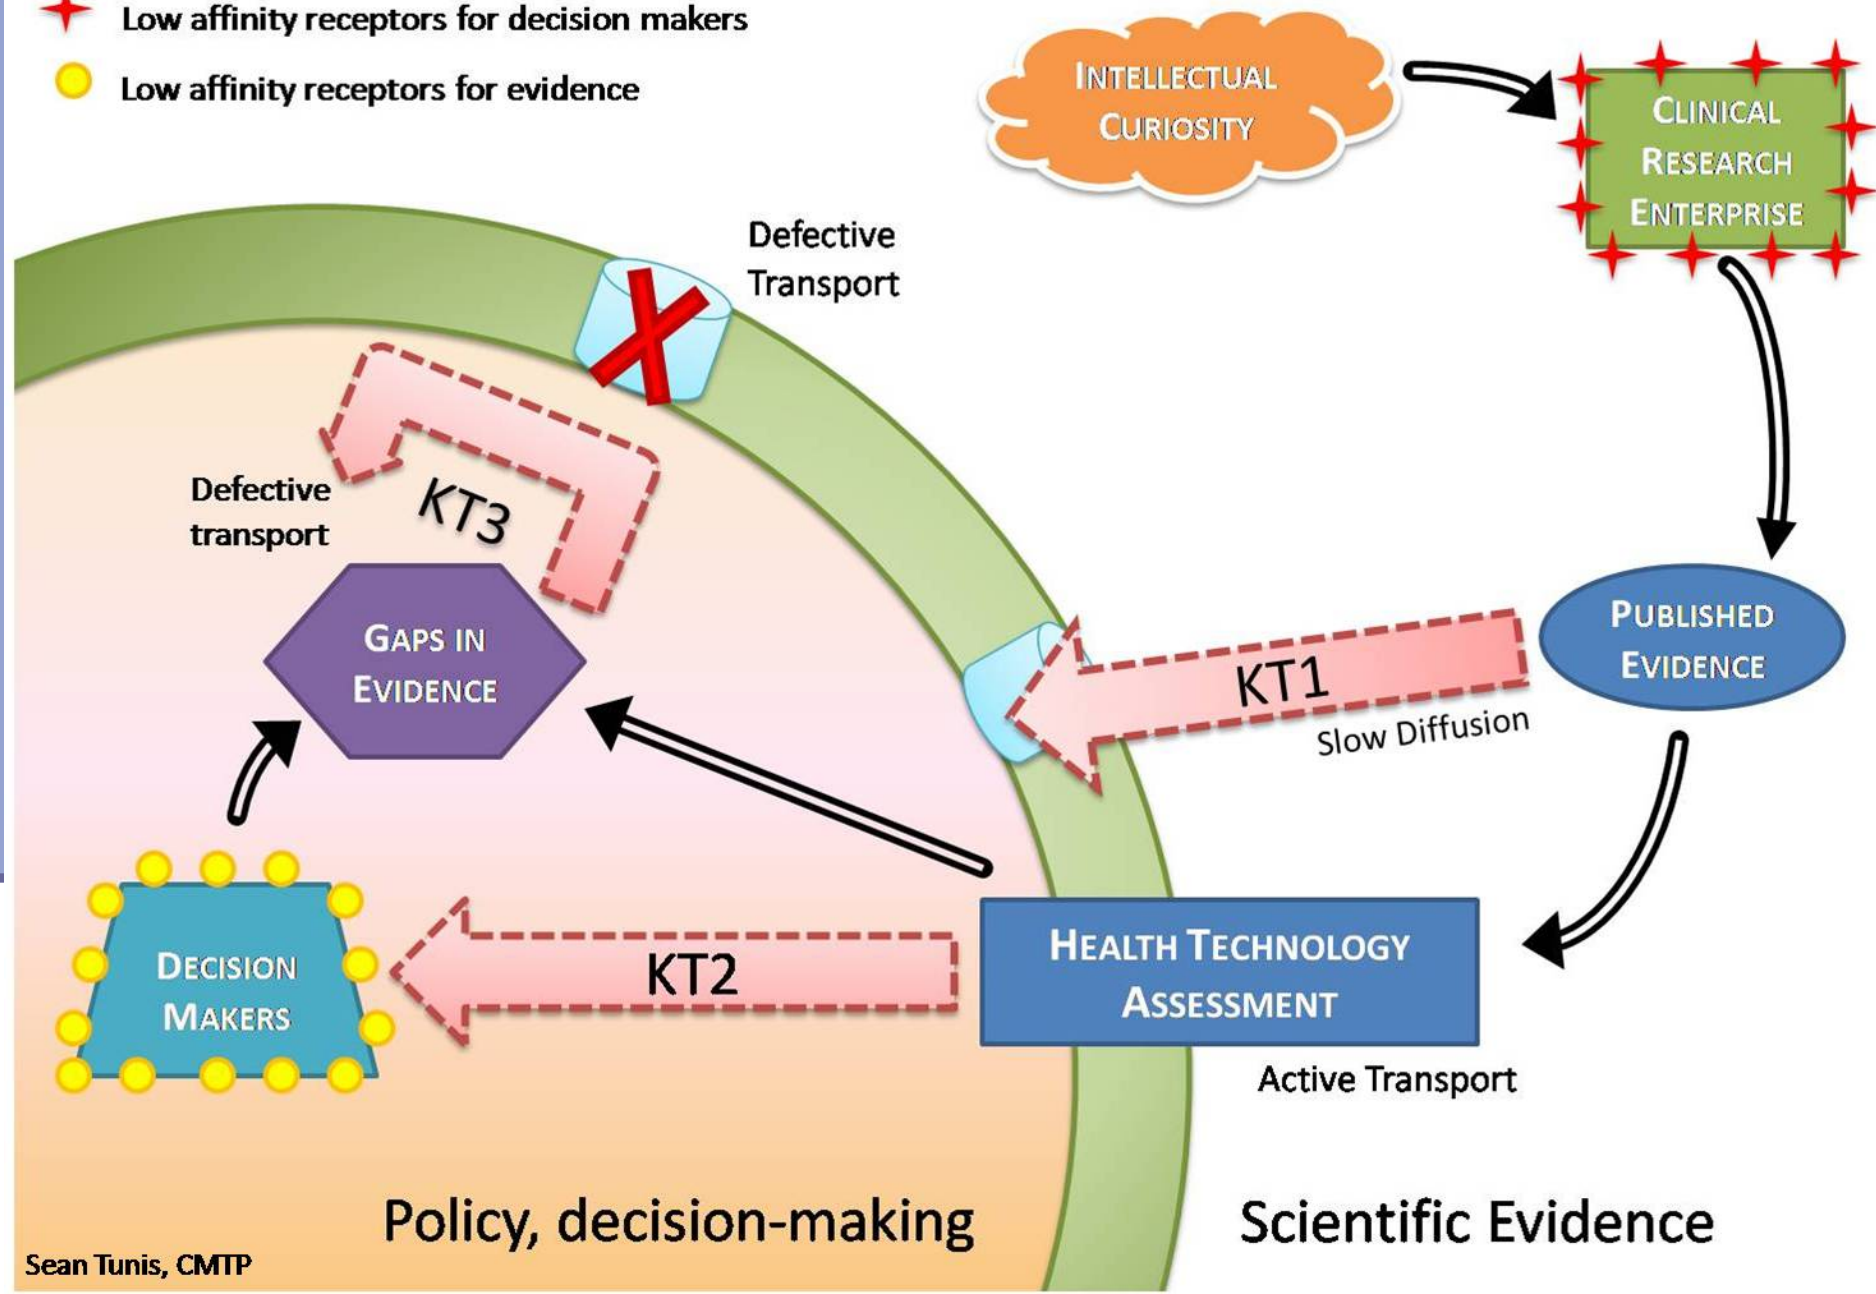 Low affinity receptors for decision makers
Low affinity receptors for evidence
INTELLECTUAL
CURIOSITY
CLINICAL
RESEARCH
ENTERPRISE
Defective
Transport
Defective
transport
KT3
GAPS IN
EVIDENCE
KT1
Slow Diffusion
PUBLISHED
EVIDENCE
DECISION
MAKERS
KT2
HEALTH TECHNOLOGY
ASSESSMENT
Active Transport
Policy, decision-making
Scientific Evidence
Sean Tunis, CMTP